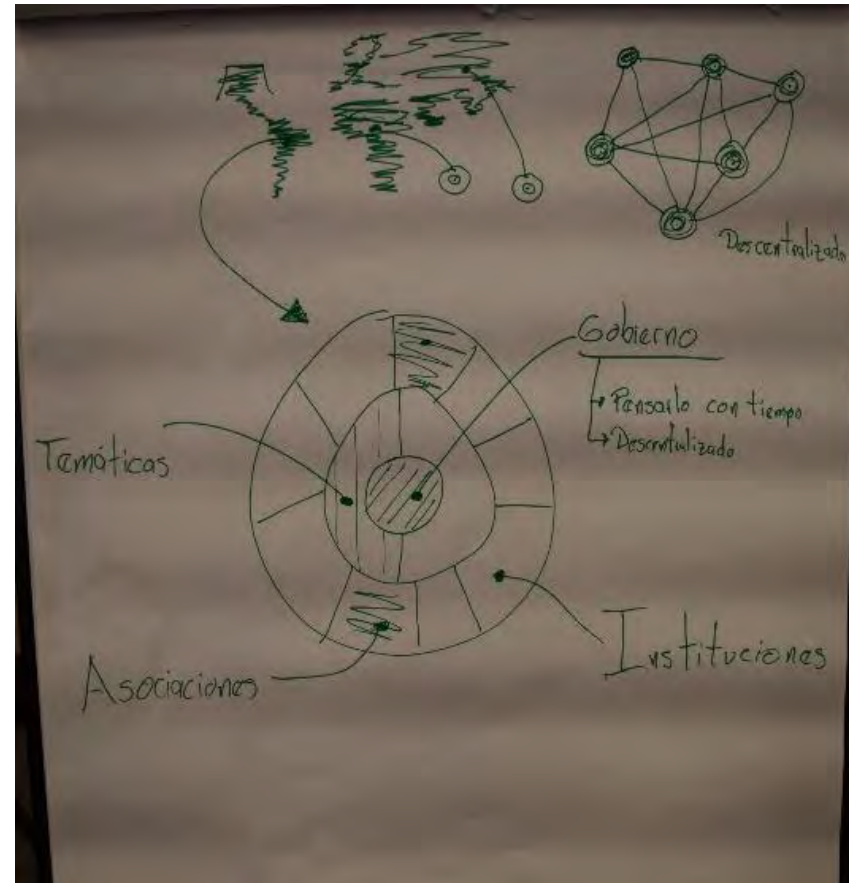 Descentralizado
Gobierno
Pensarlo con tiempo
Descentralizado
Temáticas
Instituciones
Asociaciones